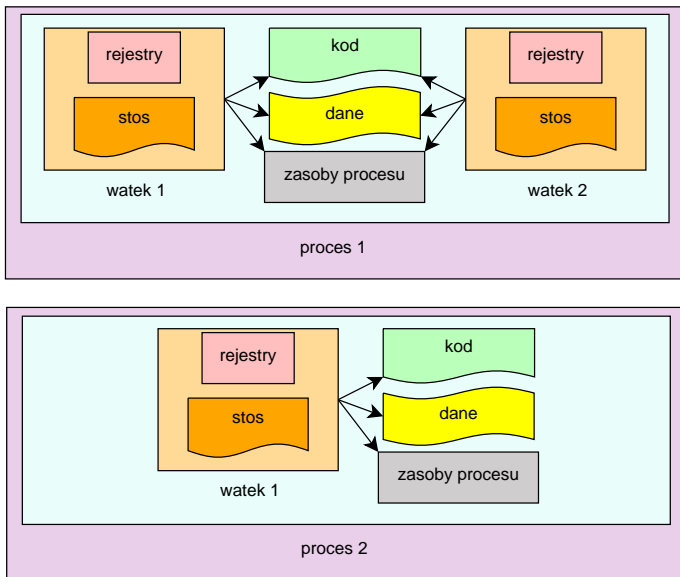 rejestry
stos
watek 1
kod
dane
zasoby procesu
rejestry
stos
watek 2
proces 1
rejestry
stos
watek 1
kod
dane
zasoby procesu
proces 2